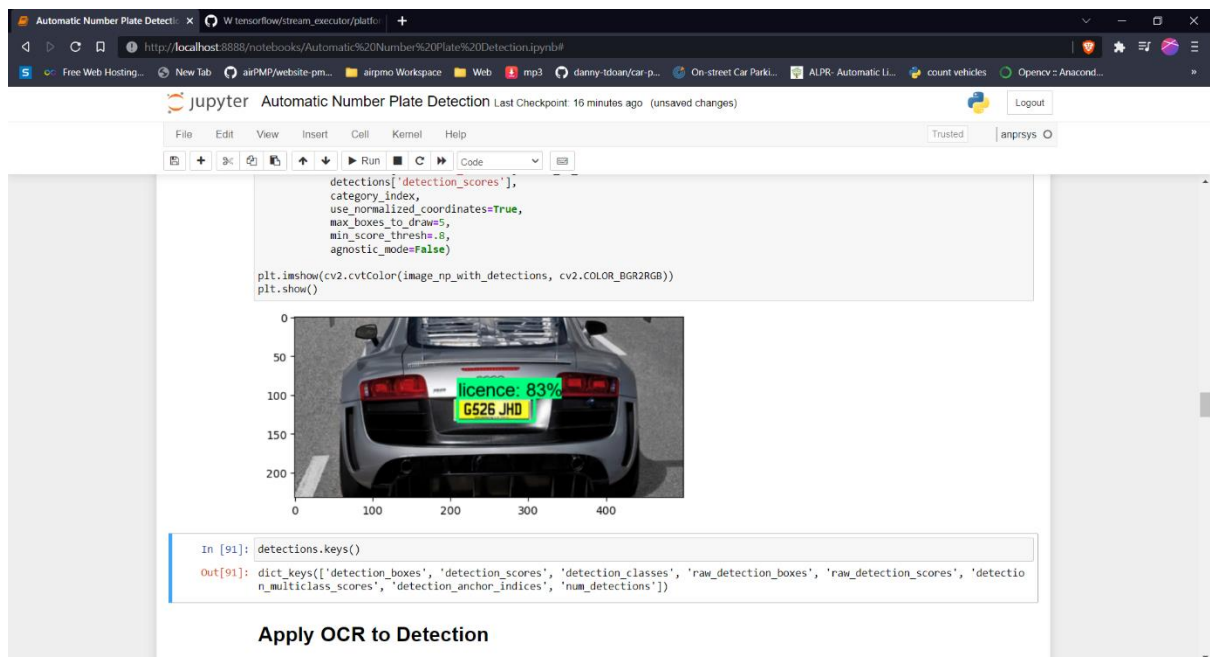 Automatic Number Plate Detectic
W tensorflow/stream_executor/platfor
http://localhost:8888/notebooks/Automatic%20Number%20Plate%20Detection.ipynb#
Free Web Hosting... New Tab airPMP/website-pm... airpmo Workspace Web mp3 danny-tdoan/car-p... On-street Car Parki... ALPR- Automatic Li... count vehicles Opencv :: Anacond...
Jupyter Automatic Number Plate Detection Last Checkpoint: 16 minutes ago (unsaved changes)
Logout
File Edit View Insert Cell Kernel Help
Trusted anprsys
Run Code
detections['detection_scores'],
category_index,
use_normalized_coordinates=True,
max_boxes_to_draw=5,
min_score_thresh=.8,
agnostic_mode=False)
plt.imshow(cv2.cvtColor(image_np_with_detections, cv2.COLOR_BGR2RGB))
plt.show()
0
50
100
150
200
licence: 83%
G526 JHD
0 100 200 300 400
In [91]: detections.keys()
Out[91]: dict_keys(['detection_boxes', 'detection_scores', 'detection_classes', 'raw_detection_boxes', 'raw_detection_scores', 'detectio
n_multiclass_scores', 'detection_anchor_indices', 'num_detections'])
Apply OCR to Detection